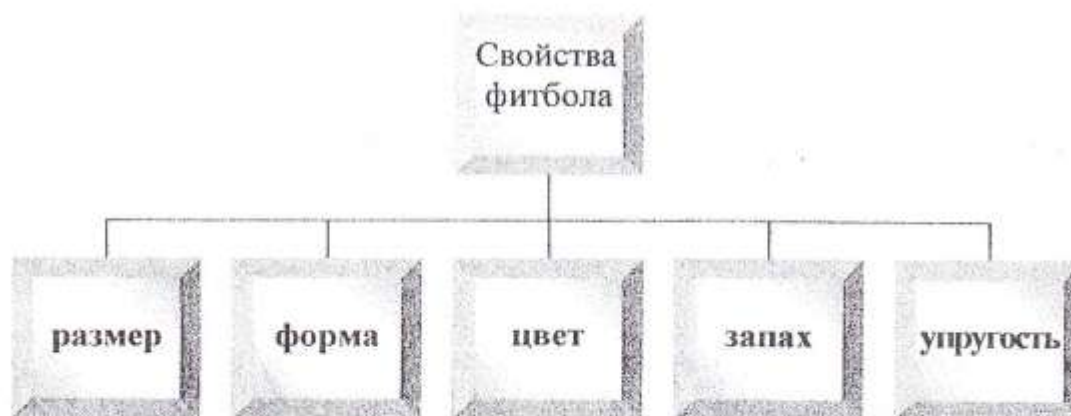 Свойства
фитбола
размер
форма
цвет
запах
упругость